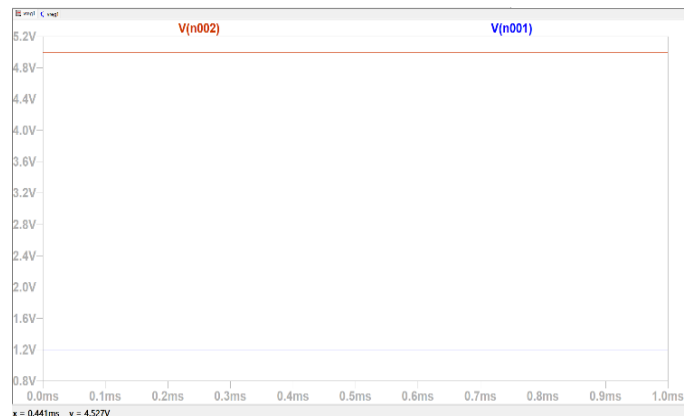 vreg1 vreg1
V(n002) V(n001)
5.2V
4.8V
4.4V
4.0V
3.6V
3.2V
2.8V
2.4V
2.0V
1.6V
1.2V
0.8V
0.0ms 0.1ms 0.2ms 0.3ms 0.4ms 0.5ms 0.6ms 0.7ms 0.8ms 0.9ms 1.0ms
x = 0.441ms y = 4.527V